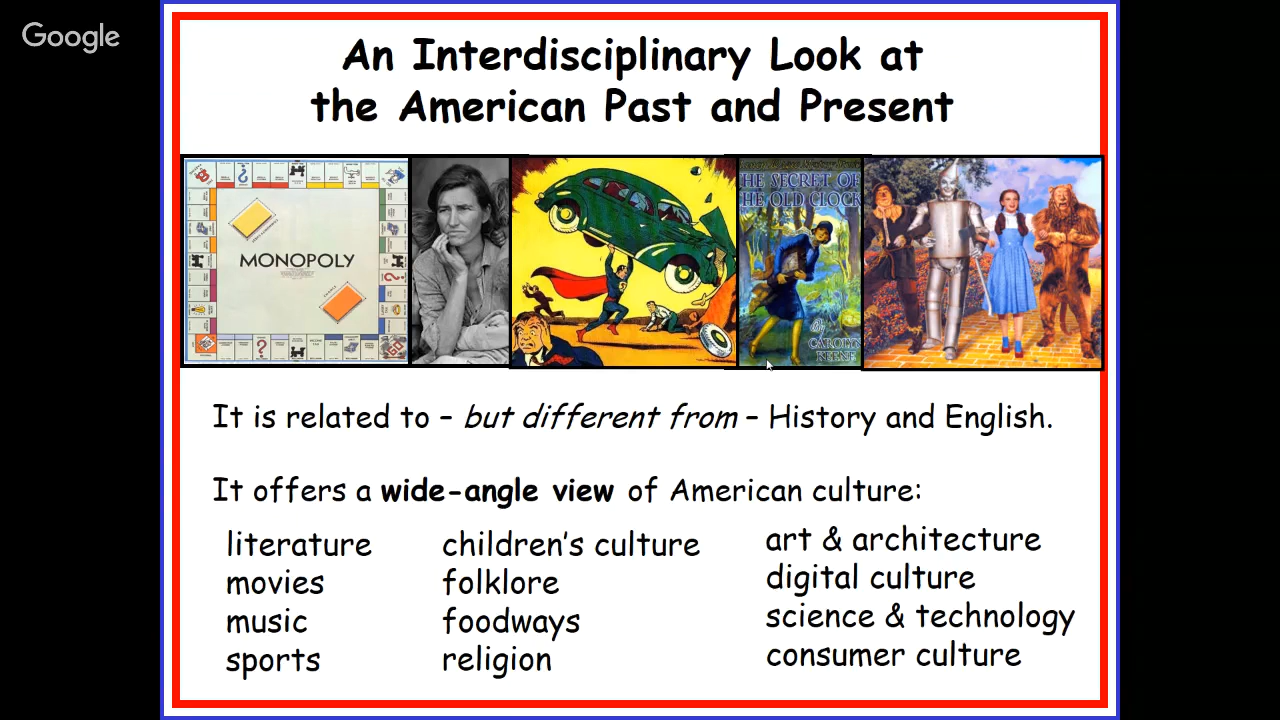 Google
An Interdisciplinary Look at
the American Past and Present
MONOPOLY
THE SECRET OF
THE OLD CLOCK
By
CAROLYN
KEENE
It is related to – but different from – History and English.
It offers a wide-angle view of American culture:
literature
movies
music
sports
children's culture
folklore
foodways
religion
art & architecture
digital culture
science & technology
consumer culture